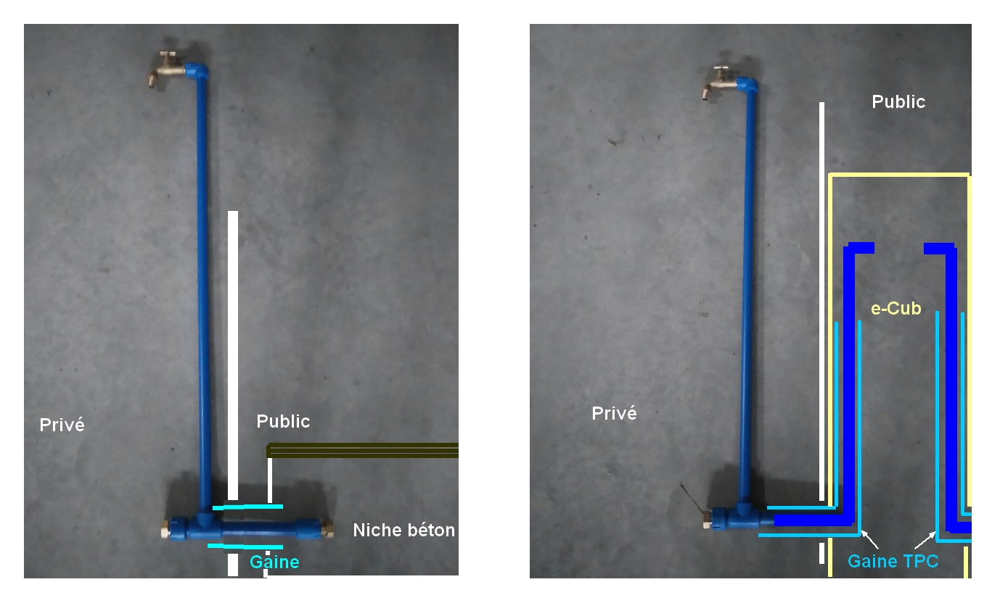 Privé
Public
Niche béton
Gaine
Public
e-Cub
Privé
Gaine TPC